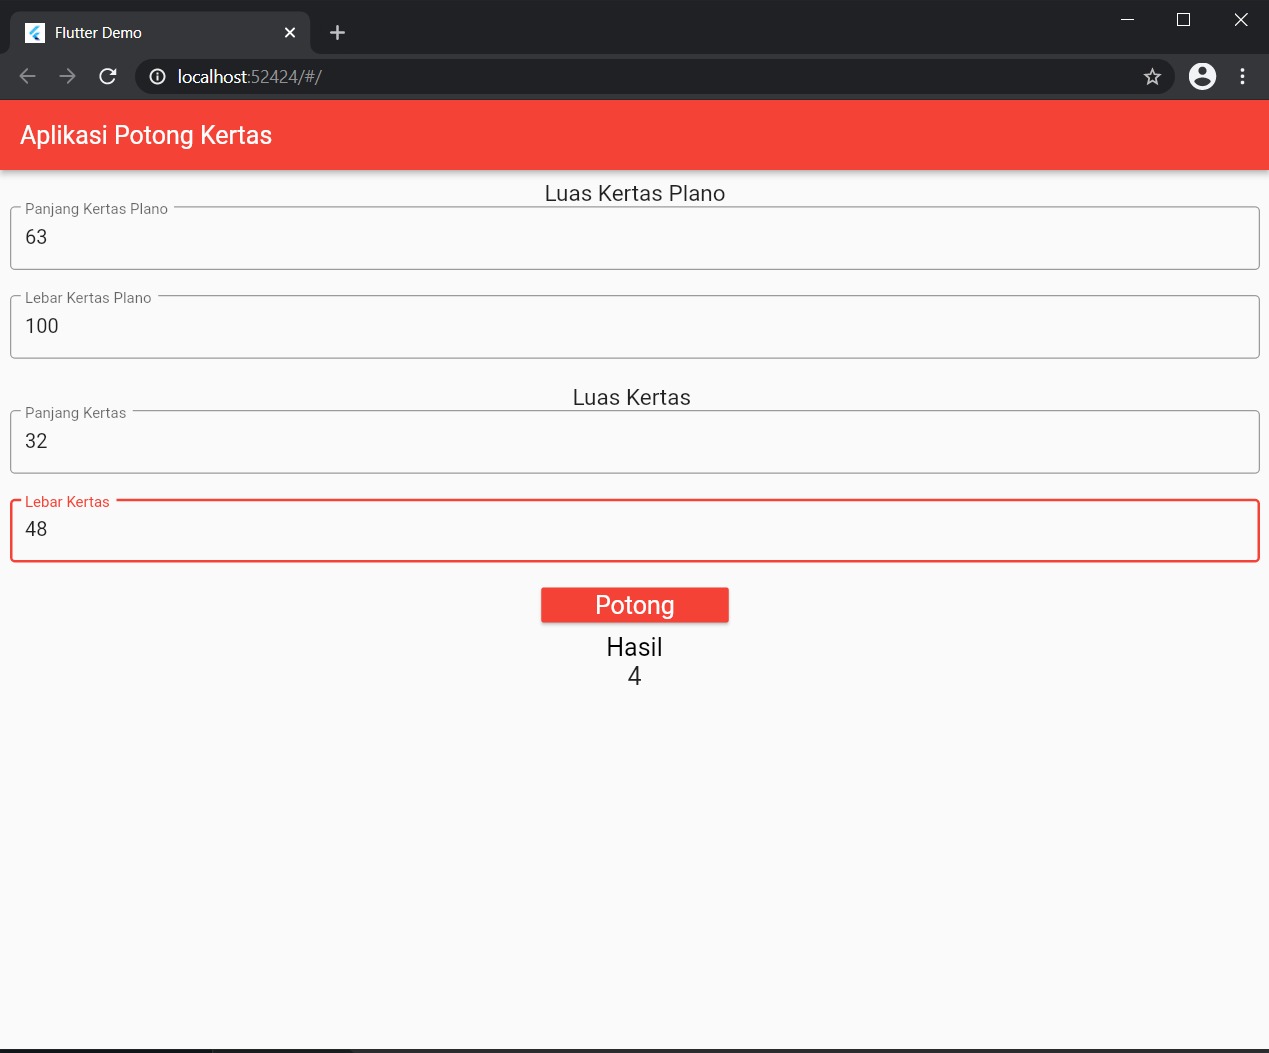 Flutter Demo
localhost:52424/#/
Aplikasi Potong Kertas
Luas Kertas Plano
Panjang Kertas Plano
63
Lebar Kertas Plano
100
Luas Kertas
Panjang Kertas
32
Lebar Kertas
48
Potong
Hasil
4